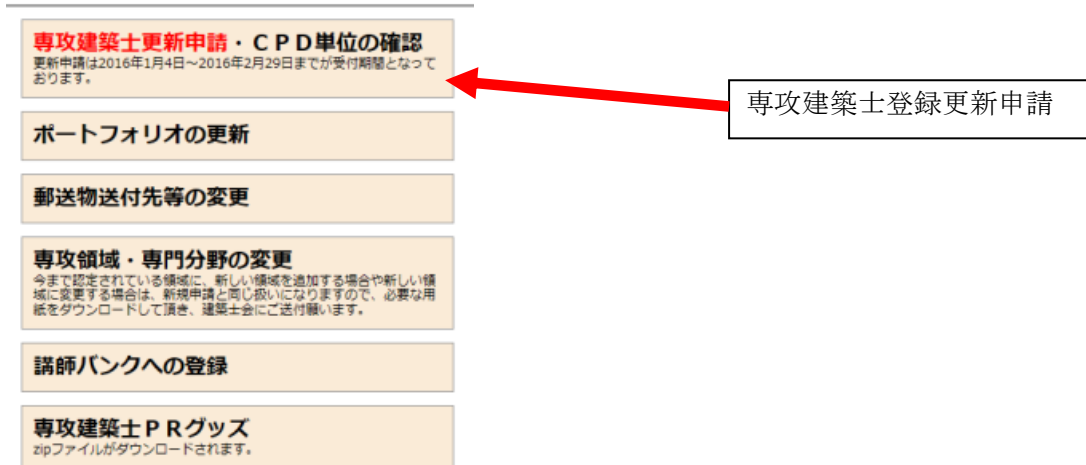 専攻建築士更新申請・ＣＰＤ単位の確認
更新申請は2016年1月4日～2016年2月29日までが受付期間となって
おります。
専攻建築士登録更新申請
ポートフォリオの更新
郵送物送付先等の変更
専攻領域・専門分野の変更
今まで認定されている領域に、新しい領域を追加する場合や新しい領
域に変更する場合は、新規申請と同じ扱いになりますので、必要な用
紙をダウンロードして頂き、建築士会にご送付願います。
講師バンクへの登録
専攻建築士ＰＲグッズ
zipファイルがダウンロードされます。